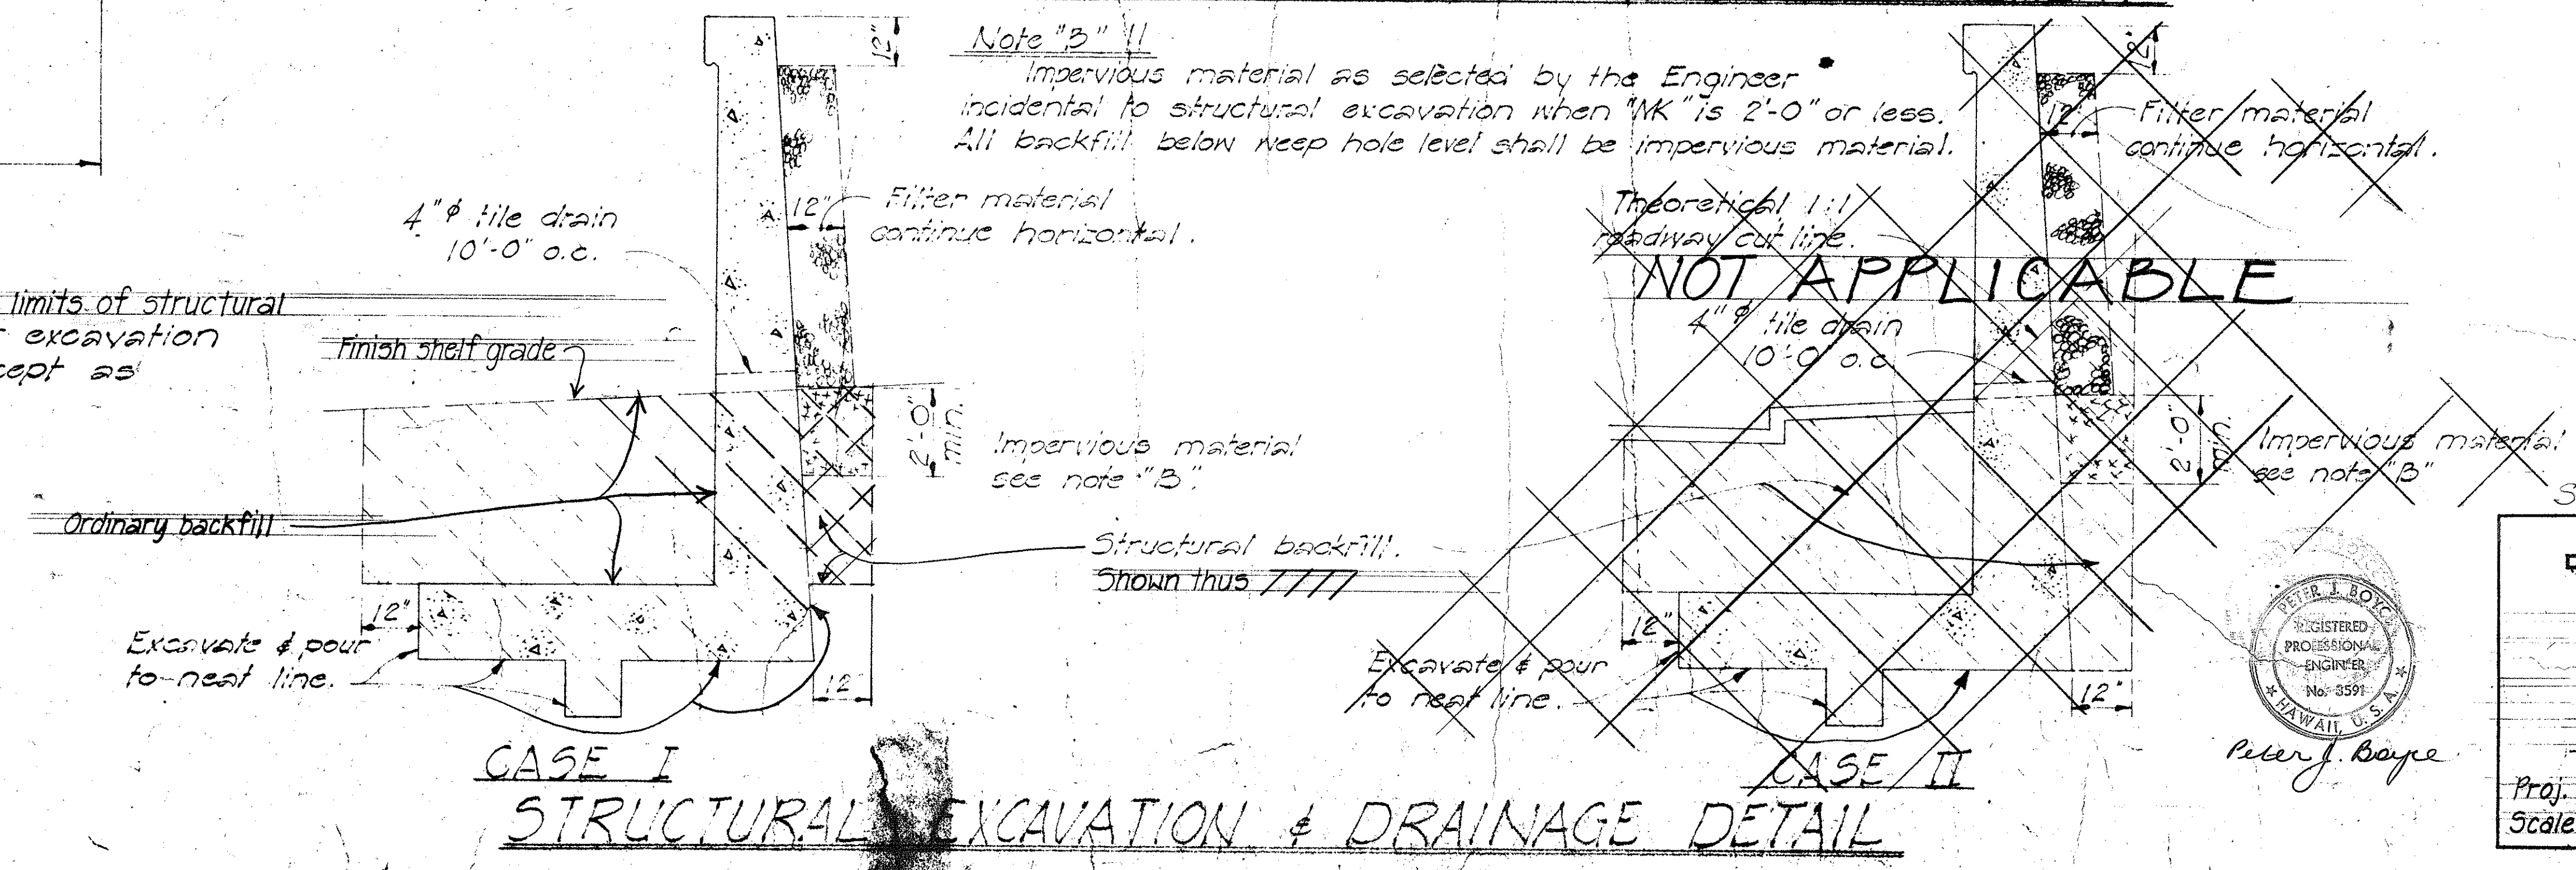 12"
Note "B"
Impervious material as selected by the Engineer
incidental to structural excavation when "MK" is 2'-0" or less.
All backfill below weep hole level shall be impervious material.
4"ϕ tile drain
10'-0" o.c.
12"
Filter material
continue horizontal.
limits of structural
excavation
as
Finish shelf grade
2'-0"
min.
Impervious material
see note "B".
Ordinary backfill
Structural backfill.
Shown thus ////
12"
Excavate & pour
to neat line.
12"
CASE I
12"
12"
Filter material
continue horizontal.
Theoretical 1:1
roadway cut line.
NOT APPLICABLE
4"ϕ tile drain
10'-0" o.c.
2'-0"
min.
Impervious material
see note "B"
12"
Excavate & pour
to neat line.
12"
CASE II
STRUCTURAL EXCAVATION & DRAINAGE DETAIL
PETER J. BOYCE
REGISTERED
PROFESSIONAL
ENGINEER
No. 3591
HAWAII, U.S.A.
Peter J. Boyce
Proj.
Scale